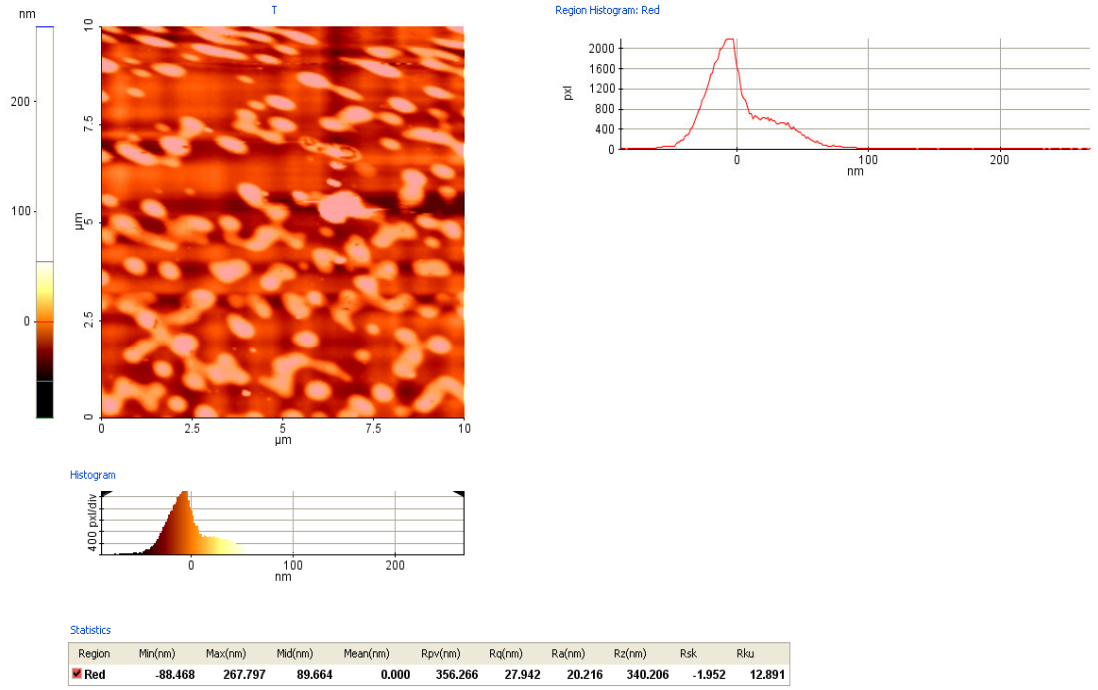 nm
T
Region Histogram: Red
200
100
0
10
7.5
5
2.5
0
µm
0 2.5 5 7.5 10
µm
2000
1600
1200
800
400
0
pxl
0 100 200
nm
Histogram
400 pxl/div
0 100 200
nm
Statistics
Region Min(nm) Max(nm) Mid(nm) Mean(nm) Rpv(nm) Rq(nm) Ra(nm) Rz(nm) Rsk Rku
Red -88.468 267.797 89.664 0.000 356.266 27.942 20.216 340.206 -1.952 12.891